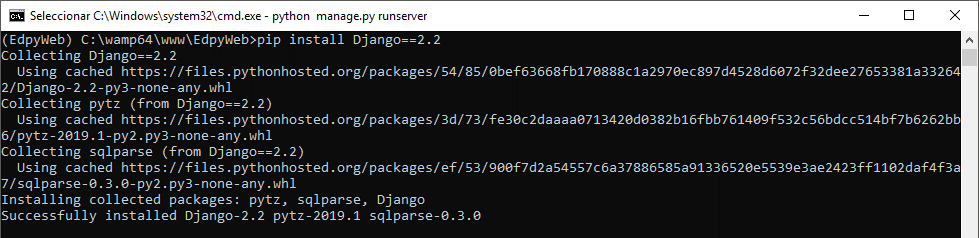 Seleccionar C:\Windows\system32\cmd.exe - python  manage.py runserver
(EdpyWeb) C:\wamp64\www\EdpyWeb>pip install Django==2.2
Collecting Django==2.2
  Using cached https://files.pythonhosted.org/packages/54/85/0bef63668fb170888c1a2970ec897d4528d6072f32dee27653381a33264
2/Django-2.2-py3-none-any.whl
Collecting pytz (from Django==2.2)
  Using cached https://files.pythonhosted.org/packages/3d/73/fe30c2daaaa0713420d0382b16fbb761409f532c56bdcc514bf7b6262bb
6/pytz-2019.1-py2.py3-none-any.whl
Collecting sqlparse (from Django==2.2)
  Using cached https://files.pythonhosted.org/packages/ef/53/900f7d2a54557c6a37886585a91336520e5539e3ae2423ff1102daf4f3a
7/sqlparse-0.3.0-py2.py3-none-any.whl
Installing collected packages: pytz, sqlparse, Django
Successfully installed Django-2.2 pytz-2019.1 sqlparse-0.3.0